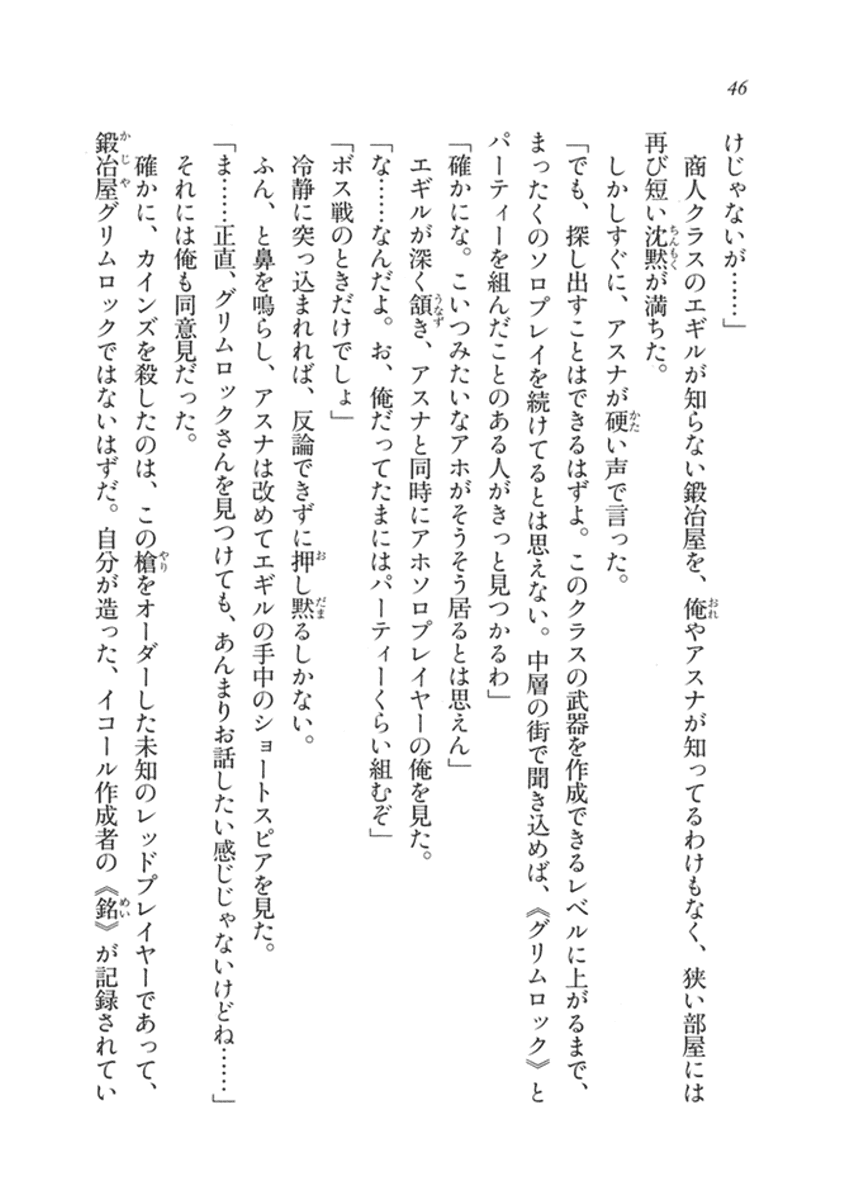 46
けじゃないが……」
　商人クラスのエギルが知らない鍛冶屋を、俺やアスナが知ってるわけもなく、狭い部屋には
再び短い沈黙が満ちた。
　しかしすぐに、アスナが硬い声で言った。
「でも、探し出すことはできるはずよ。このクラスの武器を作成できるレベルに上がるまで、
まったくのソロプレイを続けてるとは思えない。中層の街で聞き込めば、《グリムロック》と
パーティーを組んだことのある人がきっと見つかるわ」
「確かにな。こいつみたいなアホがそうそう居るとは思えん」
　エギルが深く頷き、アスナと同時にアホソロプレイヤーの俺を見た。
「な……なんだよ。お、俺だってたまにはパーティーくらい組むぞ」
「ボス戦のときだけでしょ」
　冷静に突っ込まれれば、反論できずに押し黙るしかない。
　ふん、と鼻を鳴らし、アスナは改めてエギルの手中のショートスピアを見た。
「ま……正直、グリムロックさんを見つけても、あんまりお話したい感じじゃないけどね……」
　それには俺も同意見だった。
　確かに、カインズを殺したのは、この槍をオーダーした未知のレッドプレイヤーであって、
鍛冶屋グリムロックではないはずだ。自分が造った、イコール作成者の《銘》が記録されてい